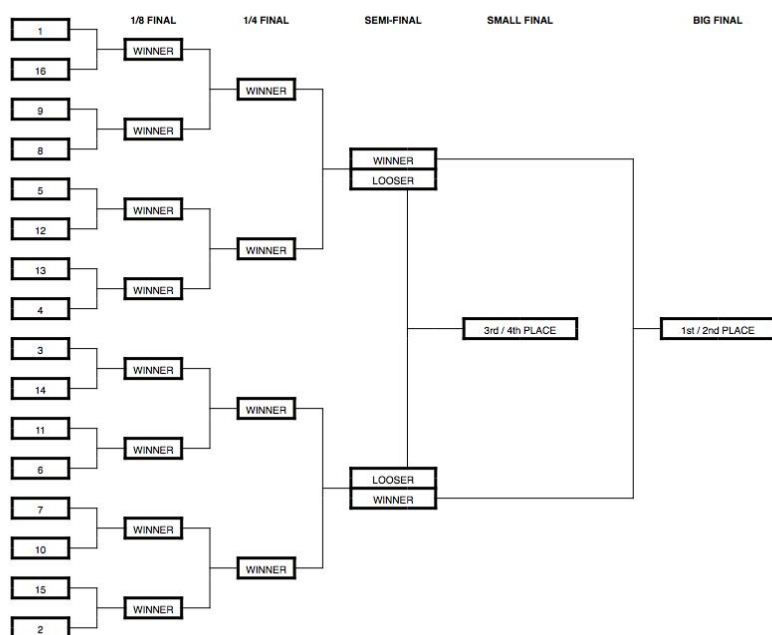 1/8 FINAL 1/4 FINAL SEMI-FINAL SMALL FINAL BIG FINAL
1
WINNER
16
WINNER
9
WINNER
8
WINNER
LOOSER
5
WINNER
12
WINNER
13
WINNER
4
3rd / 4th PLACE 1st / 2nd PLACE
3
WINNER
14
WINNER
11
WINNER
6
LOOSER
WINNER
7
WINNER
10
WINNER
15
WINNER
2